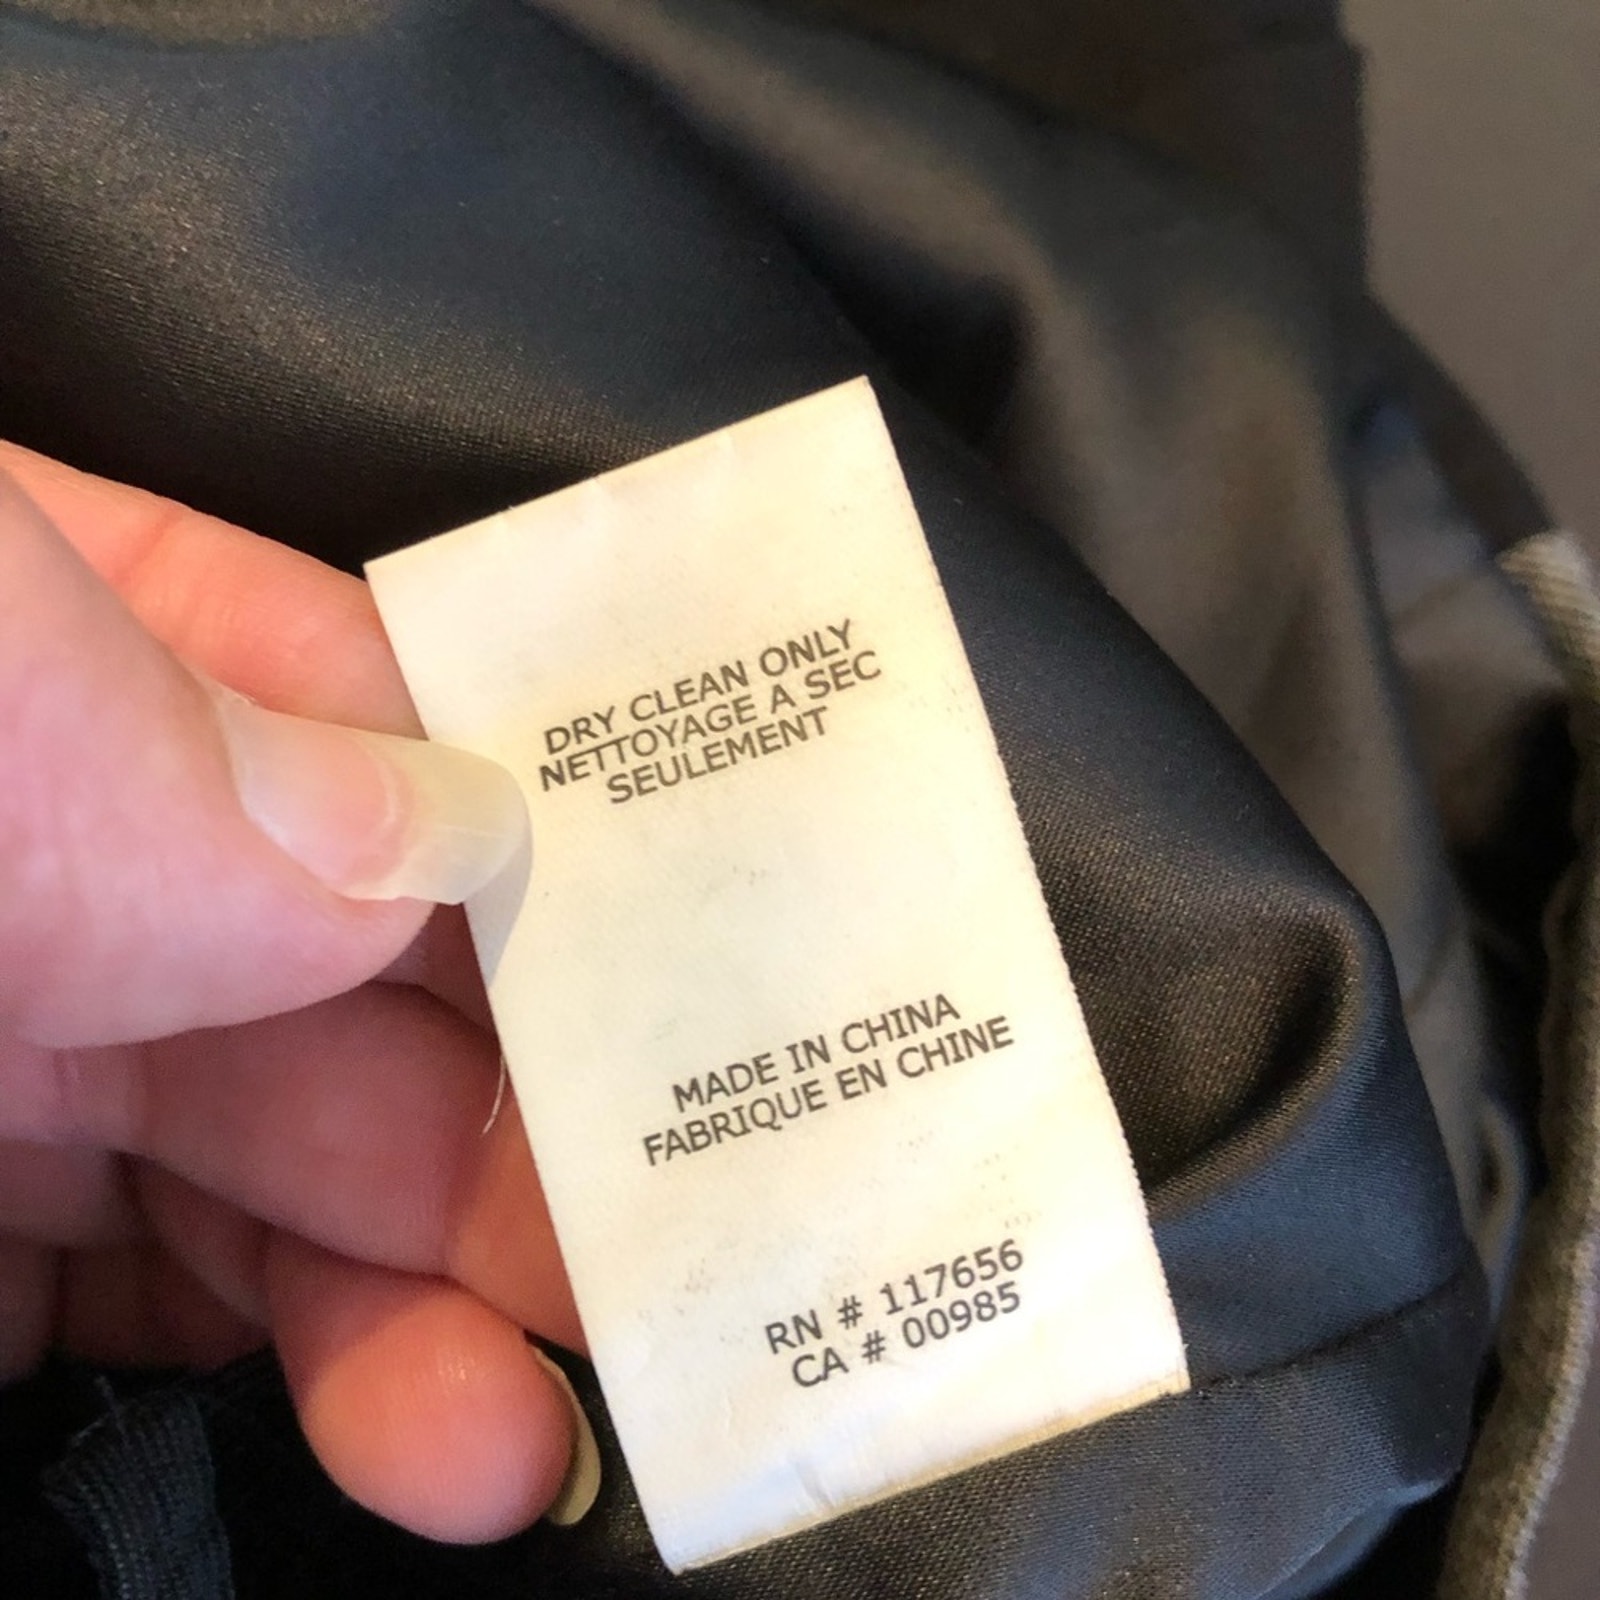 DRY CLEAN ONLY
NETTOYAGE A SEC
SEULEMENT
MADE IN CHINA
FABRIQUE EN CHINE
RN # 117656
CA # 00985